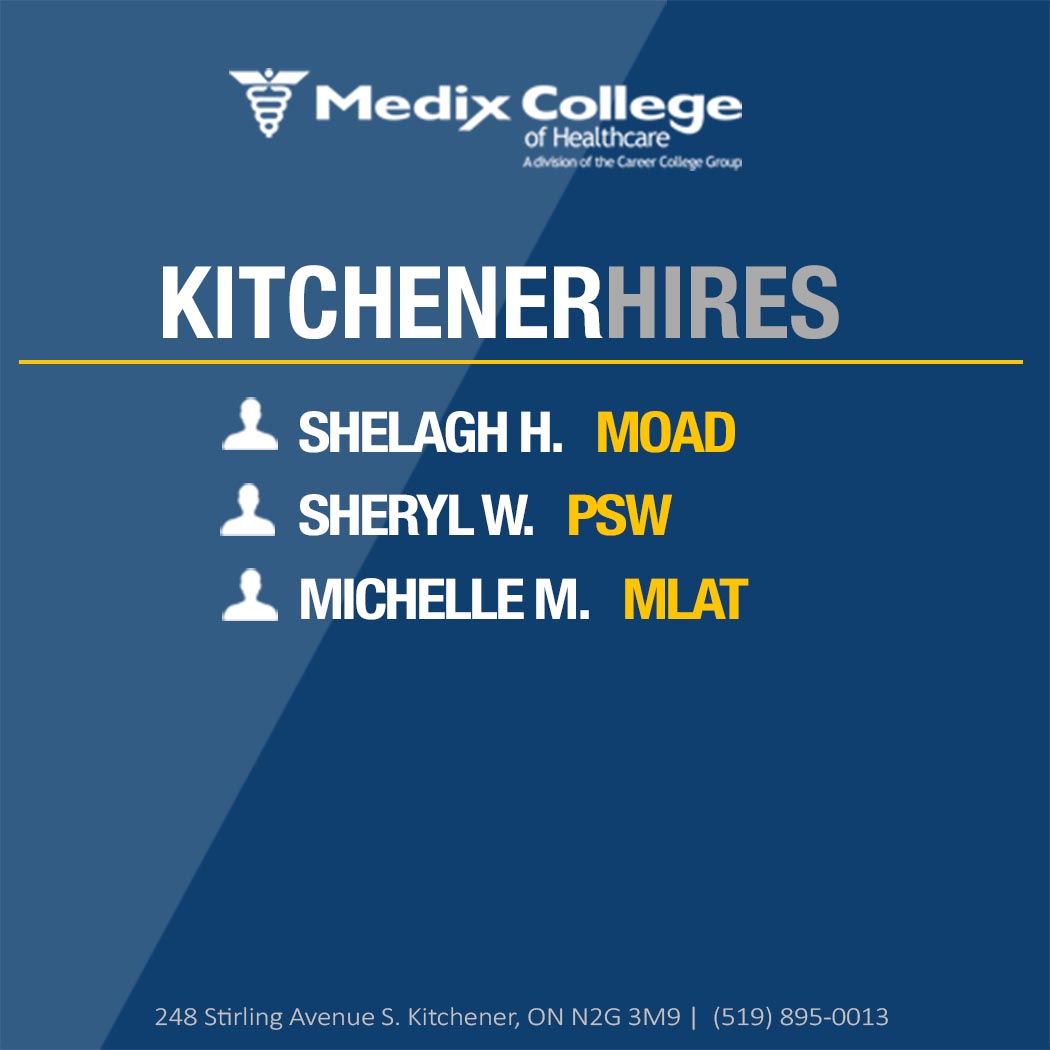 Medix College
of Healthcare
A division of the Career College Group
KITCHENERHIRES
SHELAGH H. MOAD
SHERYL W. PSW
MICHELLE M. MLAT
248 Stirling Avenue S. Kitchener, ON N2G 3M9 | (519) 895-0013